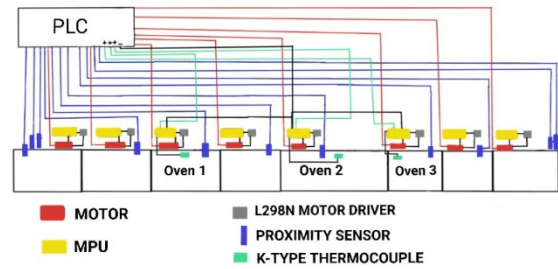 PLC
+++–
Oven 1
Oven 2
Oven 3
MOTOR
MPU
L298N MOTOR DRIVER
PROXIMITY SENSOR
K-TYPE THERMOCOUPLE